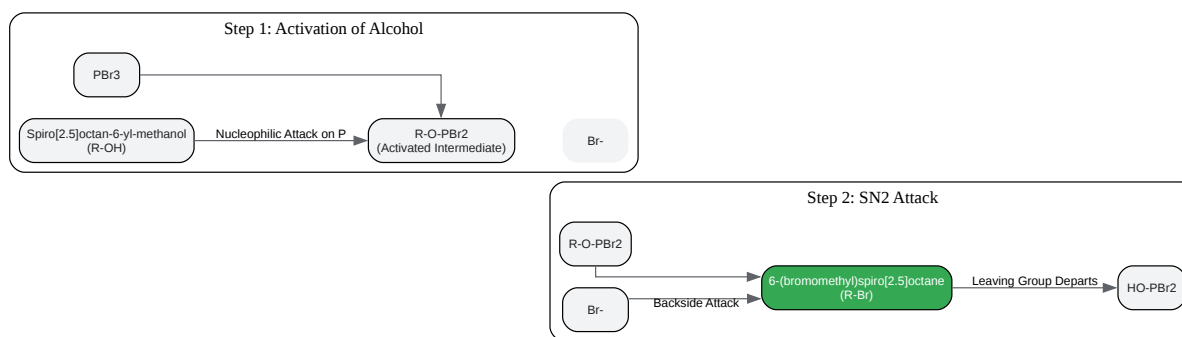 Step 1: Activation of Alcohol
PBr3
Spiro[2.5]octan-6-yl-methanol
(R-OH)
Nucleophilic Attack on P
R-O-PBr2
(Activated Intermediate)
Br-
Step 2: SN2 Attack
R-O-PBr2
Br-
Backside Attack
6-(bromomethyl)spiro[2.5]octane
(R-Br)
Leaving Group Departs
HO-PBr2